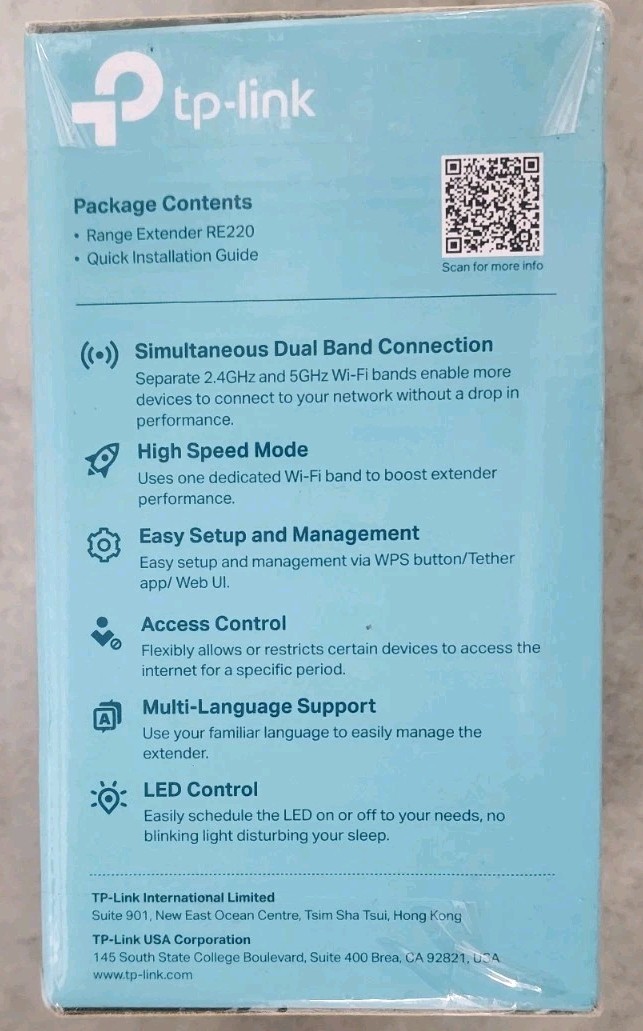 tp-link
Package Contents
• Range Extender RE220
• Quick Installation Guide
Scan for more info
Simultaneous Dual Band Connection
Separate 2.4GHz and 5GHz Wi-Fi bands enable more
devices to connect to your network without a drop in
performance.
High Speed Mode
Uses one dedicated Wi-Fi band to boost extender
performance.
Easy Setup and Management
Easy setup and management via WPS button/Tether
app/ Web UI.
Access Control
Flexibly allows or restricts certain devices to access the
internet for a specific period.
A
Multi-Language Support
Use your familiar language to easily manage the
extender.
LED Control
Easily schedule the LED on or off to your needs, no
blinking light disturbing your sleep.
TP-Link International Limited
Suite 901, New East Ocean Centre, Tsim Sha Tsui, Hong Kong
TP-Link USA Corporation
145 South State College Boulevard, Suite 400 Brea, CA 92821, USA
www.tp-link.com